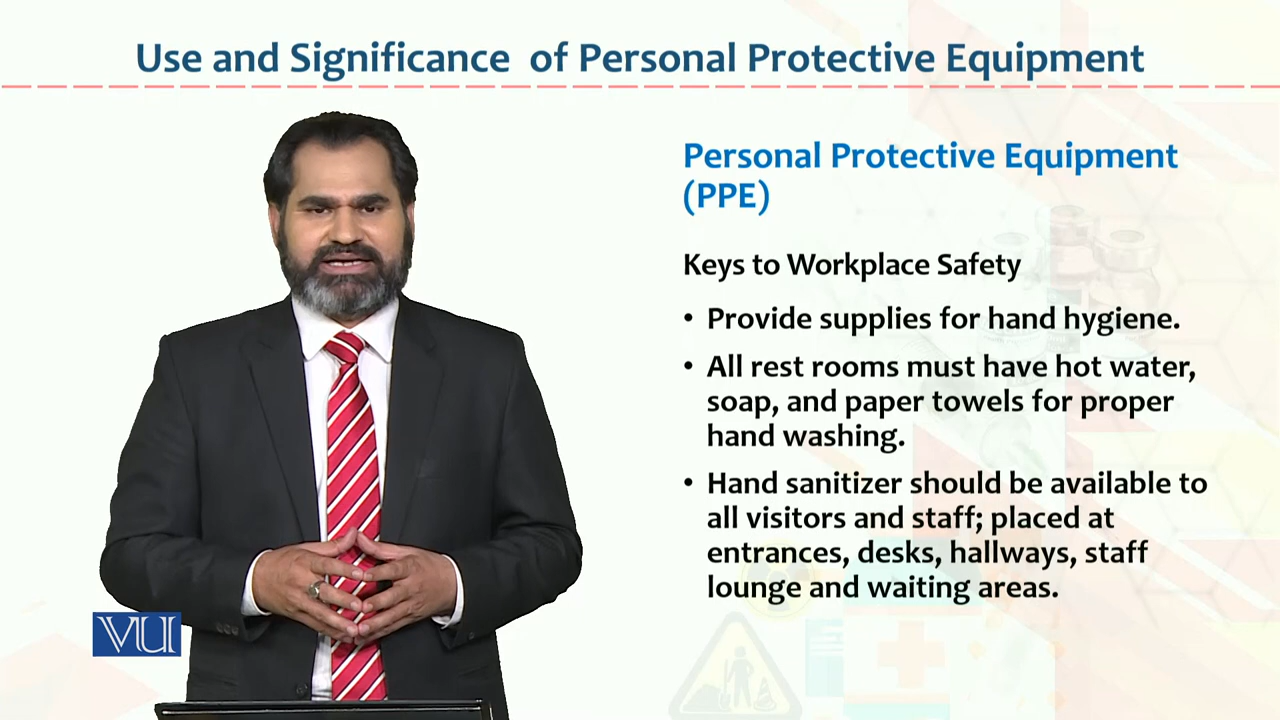 Use and Significance of Personal Protective Equipment
Personal Protective Equipment
(PPE)
Keys to Workplace Safety
• Provide supplies for hand hygiene.
• All rest rooms must have hot water,
soap, and paper towels for proper
hand washing.
• Hand sanitizer should be available to
all visitors and staff; placed at
entrances, desks, hallways, staff
lounge and waiting areas.
VU